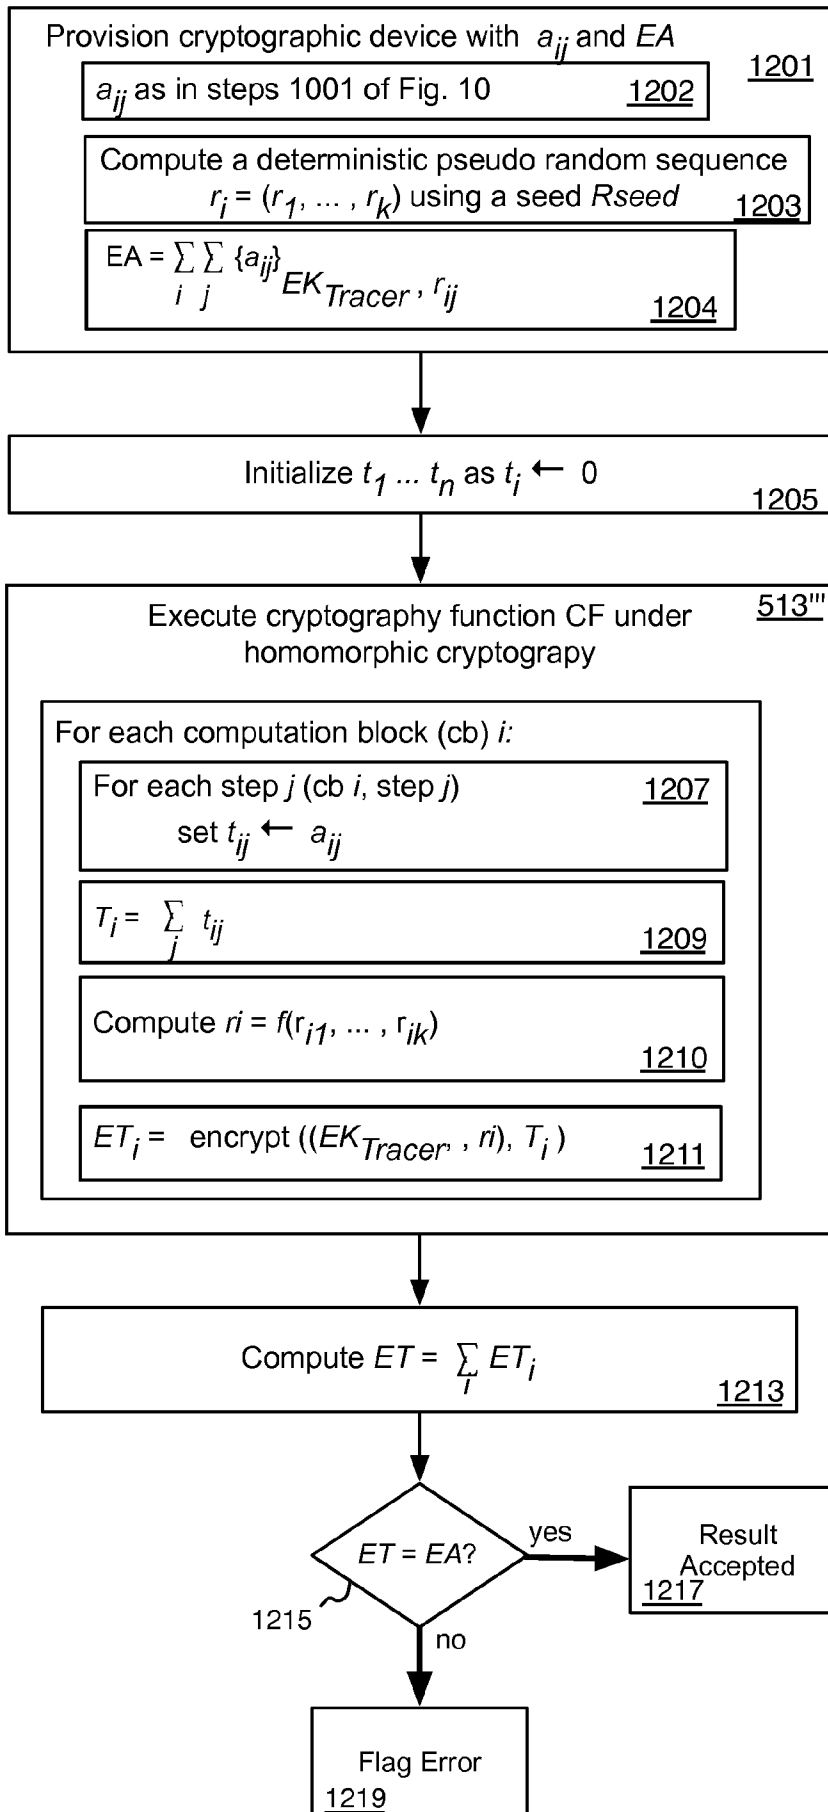 Provision cryptographic device with aij and EA
1201
aij as in steps 1001 of Fig. 10
1202
Compute a deterministic pseudo random sequence
ri = (r1, ... , rk) using a seed Rseed
1203
EA = ∑ ∑ {aij} EKTracer , rij
i j
1204
Initialize t1 ... tn as ti ← 0
1205
513'''
Execute cryptography function CF under
homomorphic cryptograpy
For each computation block (cb) i:
For each step j (cb i, step j)
1207
set tij ← aij
Ti = ∑ tij
j
1209
Compute ri = f(ri1, ... , rik)
1210
ETi = encrypt ((EKTracer, , ri), Ti )
1211
Compute ET = ∑ ETi
i
1213
ET = EA?
yes
1215
no
Result
Accepted
1217
Flag Error
1219